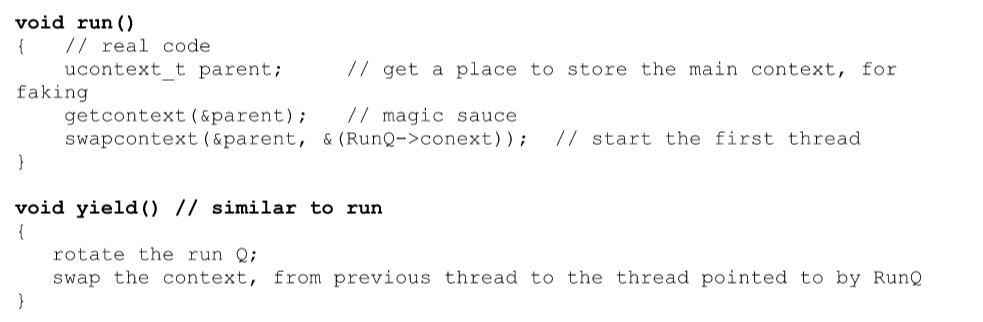 void run()
{    // real code
    ucontext_t parent;      // get a place to store the main context, for
faking
    getcontext(&parent);   // magic sauce
    swapcontext(&parent, &(RunQ->conext));  // start the first thread
}

void yield() // similar to run
{
   rotate the run Q;
   swap the context, from previous thread to the thread pointed to by RunQ
}